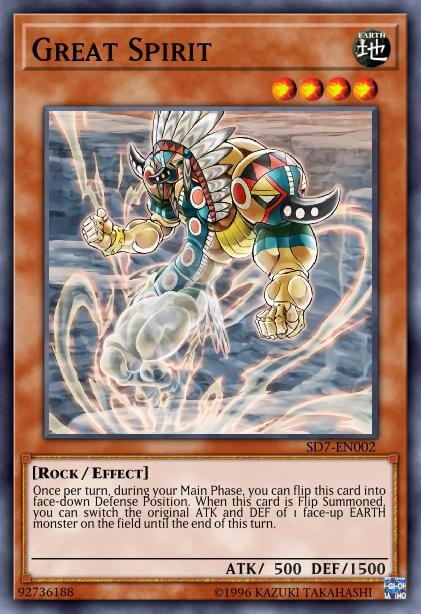 GREAT SPIRIT
EARTH
地
SD7-EN002
[ROCK / EFFECT]
Once per turn, during your Main Phase, you can flip this card into
face-down Defense Position. When this card is Flip Summoned,
you can switch the original ATK and DEF of 1 face-up EARTH
monster on the field until the end of this turn.
ATK/ 500 DEF/1500
92736188
©1996 KAZUKI TAKAHASHI